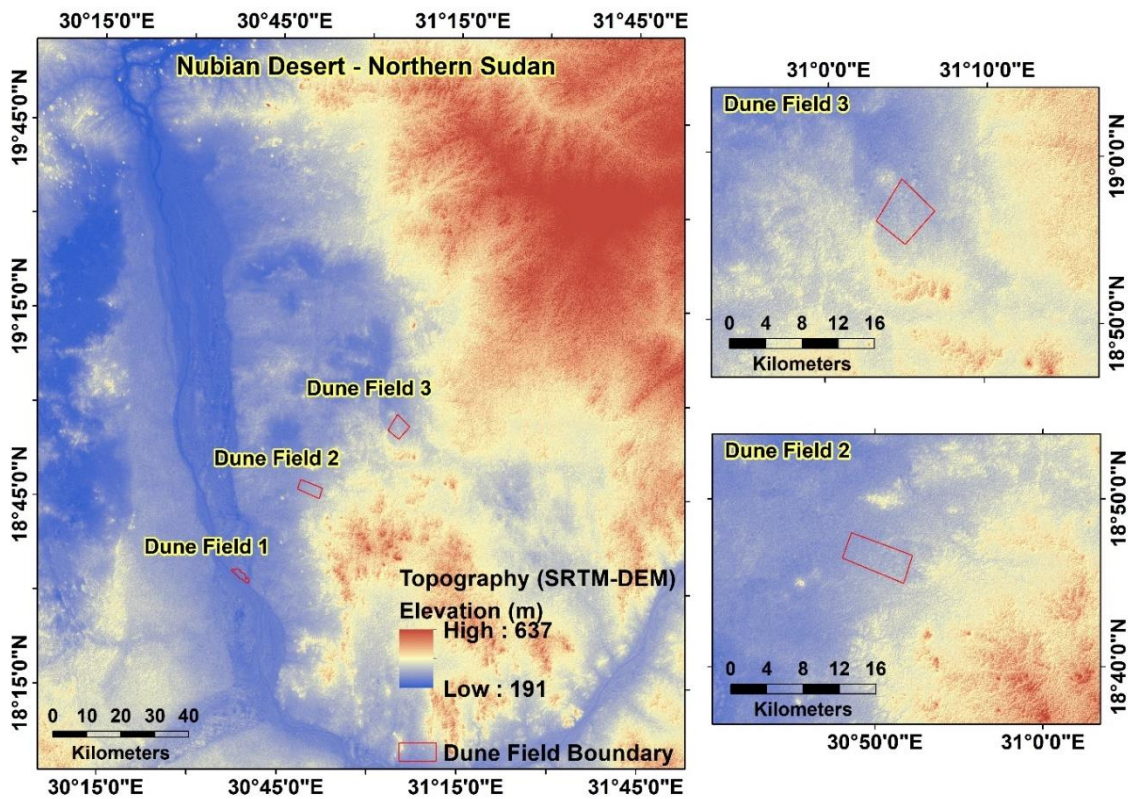 30°15'0"E 30°45'0"E 31°15'0"E 31°45'0"E
Nubian Desert - Northern Sudan
19°45'0"N
19°15'0"N
18°45'0"N
18°15'0"N
Dune Field 3
Dune Field 2
Dune Field 1
Topography (SRTM-DEM)
Elevation (m)
High : 637
Low : 191
Dune Field Boundary
0 10 20 30 40
Kilometers
30°15'0"E 30°45'0"E 31°15'0"E 31°45'0"E
31°0'0"E 31°10'0"E
Dune Field 3
19°0'0"N
18°50'0"N
0 4 8 12 16
Kilometers
Dune Field 2
18°50'0"N
18°40'0"N
0 4 8 12 16
Kilometers
30°50'0"E 31°0'0"E